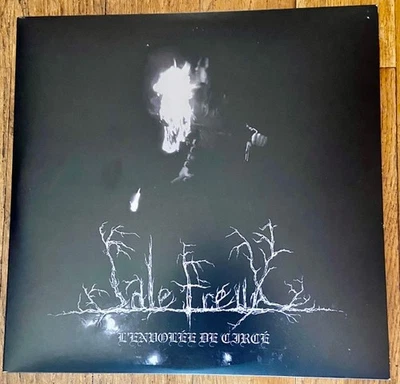 Sale Freux
L'ENVOLÉE DE CIRCÉ